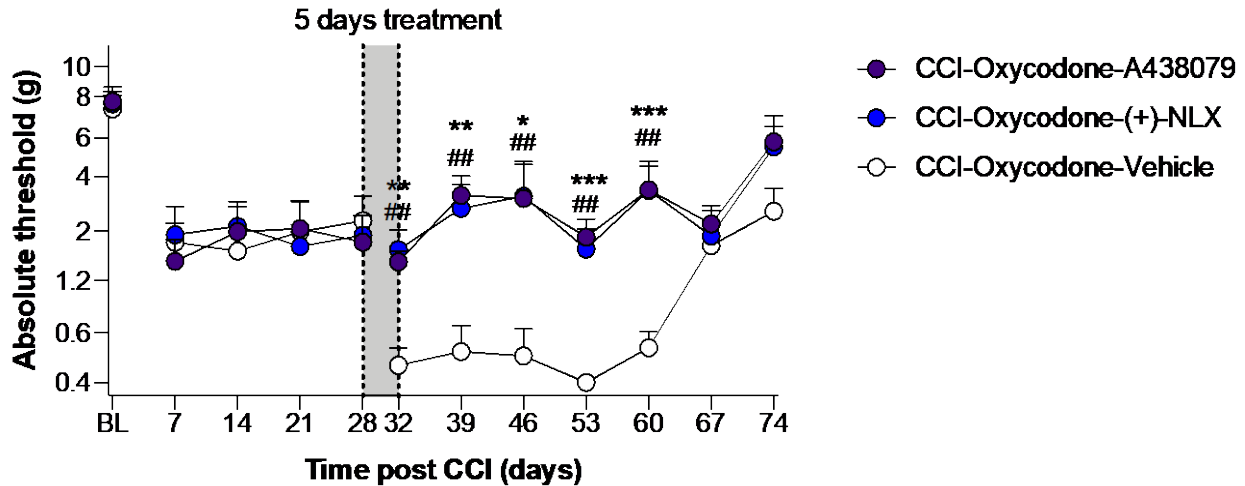 5 days treatment
Absolute threshold (g)
10
8
6
4
2
1.2
0.6
0.4
**
##
**
##
*
##
***
##
***
##
BL 7 14 21 28 32 39 46 53 60 67 74
Time post CCI (days)
CCI-Oxycodone-A438079
CCI-Oxycodone-(+)-NLX
CCI-Oxycodone-Vehicle